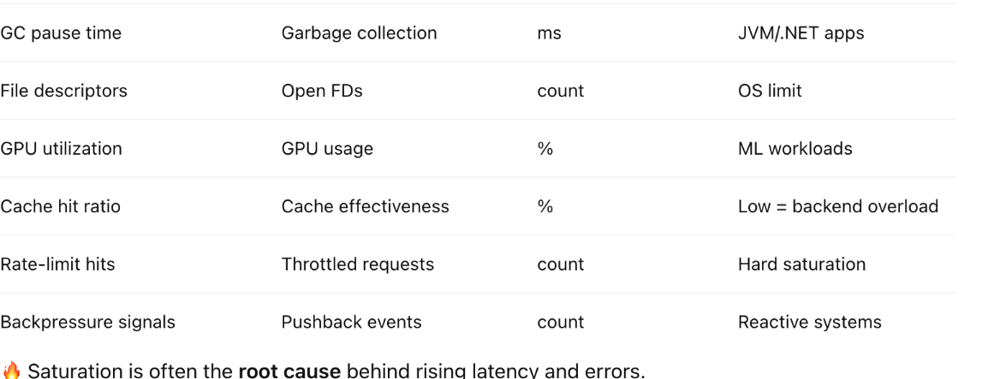 GC pause time Garbage collection ms JVM/.NET apps
File descriptors Open FDs count OS limit
GPU utilization GPU usage % ML workloads
Cache hit ratio Cache effectiveness % Low = backend overload
Rate-limit hits Throttled requests count Hard saturation
Backpressure signals Pushback events count Reactive systems
🔥 Saturation is often the root cause behind rising latency and errors.